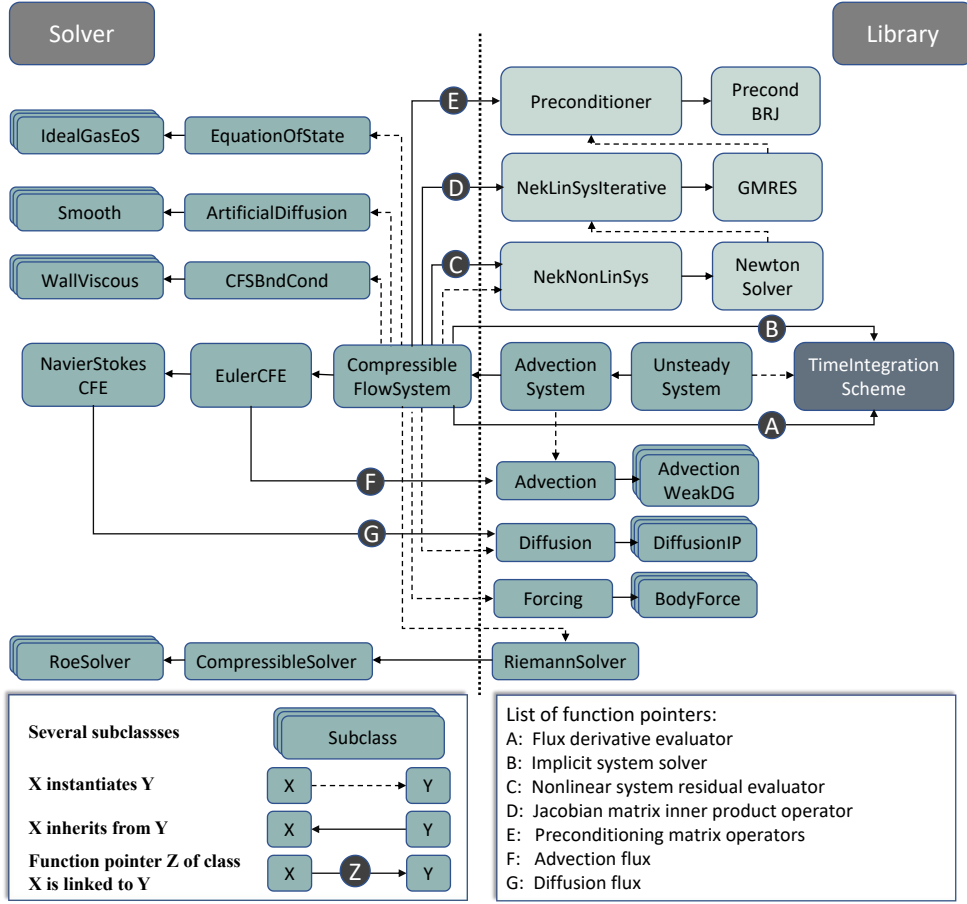 Solver
Library
E
Preconditioner
Precond
BRJ
IdealGasEoS
EquationOfState
D
NekLinSysIterative
GMRES
Smooth
ArtificialDiffusion
C
NekNonLinSys
Newton
Solver
WallViscous
CFSBndCond
B
NavierStokes
CFE
EulerCFE
Compressible
FlowSystem
Advection
System
Unsteady
System
TimeIntegration
Scheme
A
F
Advection
Advection
WeakDG
G
Diffusion
DiffusionIP
Forcing
BodyForce
RoeSolver
CompressibleSolver
RiemannSolver
Several subclassses
Subclass
X instantiates Y
X
Y
X inherits from Y
X
Y
Function pointer Z of class
X is linked to Y
X
Z
Y
List of function pointers:
A: Flux derivative evaluator
B: Implicit system solver
C: Nonlinear system residual evaluator
D: Jacobian matrix inner product operator
E: Preconditioning matrix operators
F: Advection flux
G: Diffusion flux